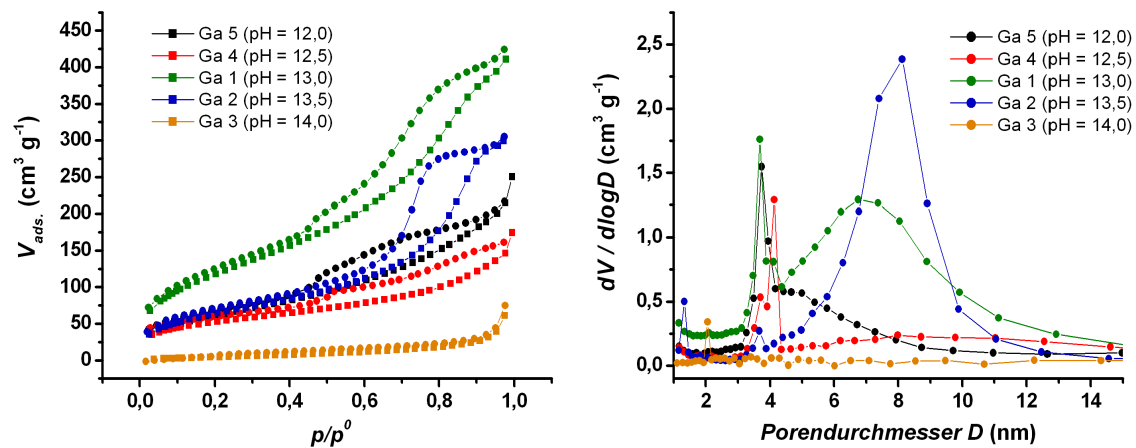 450
400
350
300
250
200
150
100
50
0
V_ads. (cm³ g⁻¹)
Ga 5 (pH = 12,0)
Ga 4 (pH = 12,5)
Ga 1 (pH = 13,0)
Ga 2 (pH = 13,5)
Ga 3 (pH = 14,0)
0,0 0,2 0,4 0,6 0,8 1,0
p/p⁰
2,5
2,0
1,5
1,0
0,5
0,0
dV / dlogD (cm³ g⁻¹)
Ga 5 (pH = 12,0)
Ga 4 (pH = 12,5)
Ga 1 (pH = 13,0)
Ga 2 (pH = 13,5)
Ga 3 (pH = 14,0)
2 4 6 8 10 12 14
Porendurchmesser D (nm)